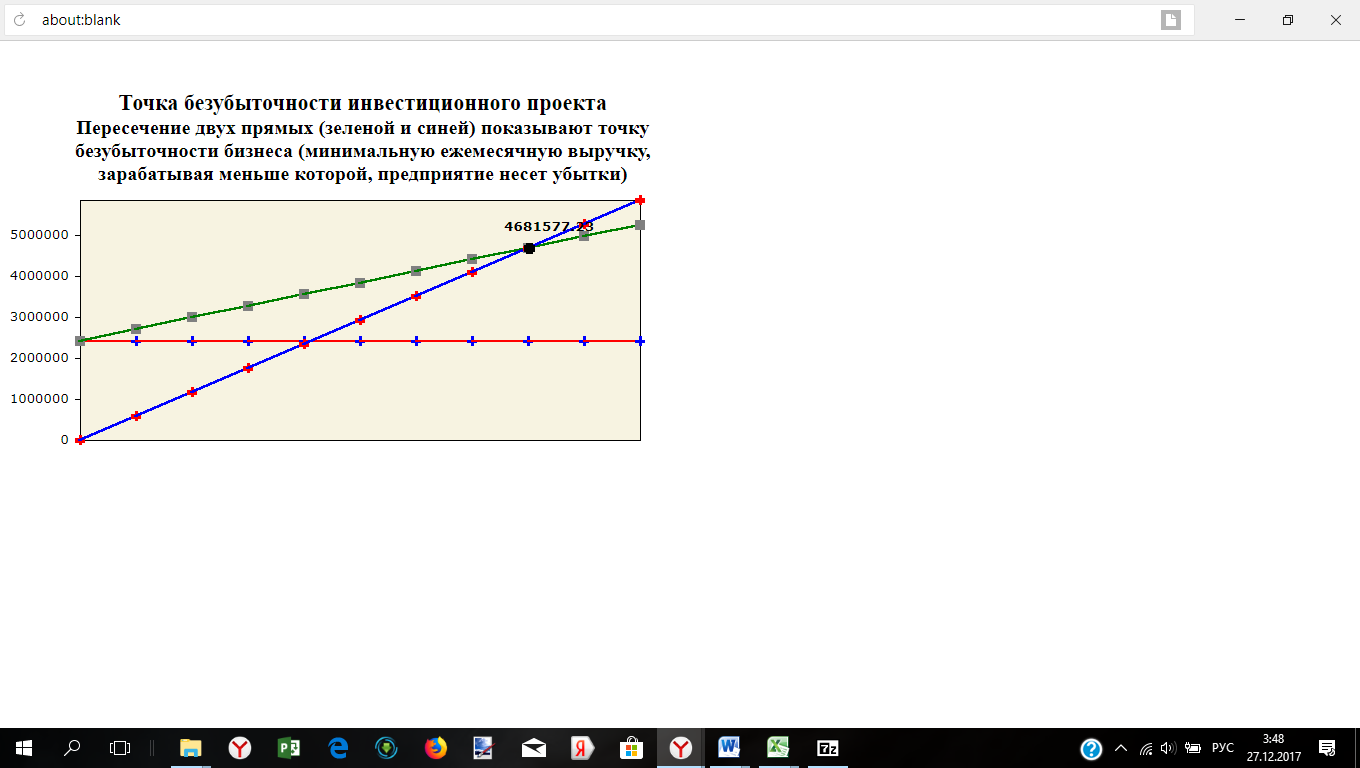 about:blank
Точка безубыточности инвестиционного проекта
Пересечение двух прямых (зеленой и синей) показывают точку
безубыточности бизнеса (минимальную ежемесячную выручку,
зарабатывая меньше которой, предприятие несет убытки)
4681577.23
5000000
4000000
3000000
2000000
1000000
0
РУС
3:48
27.12.2017